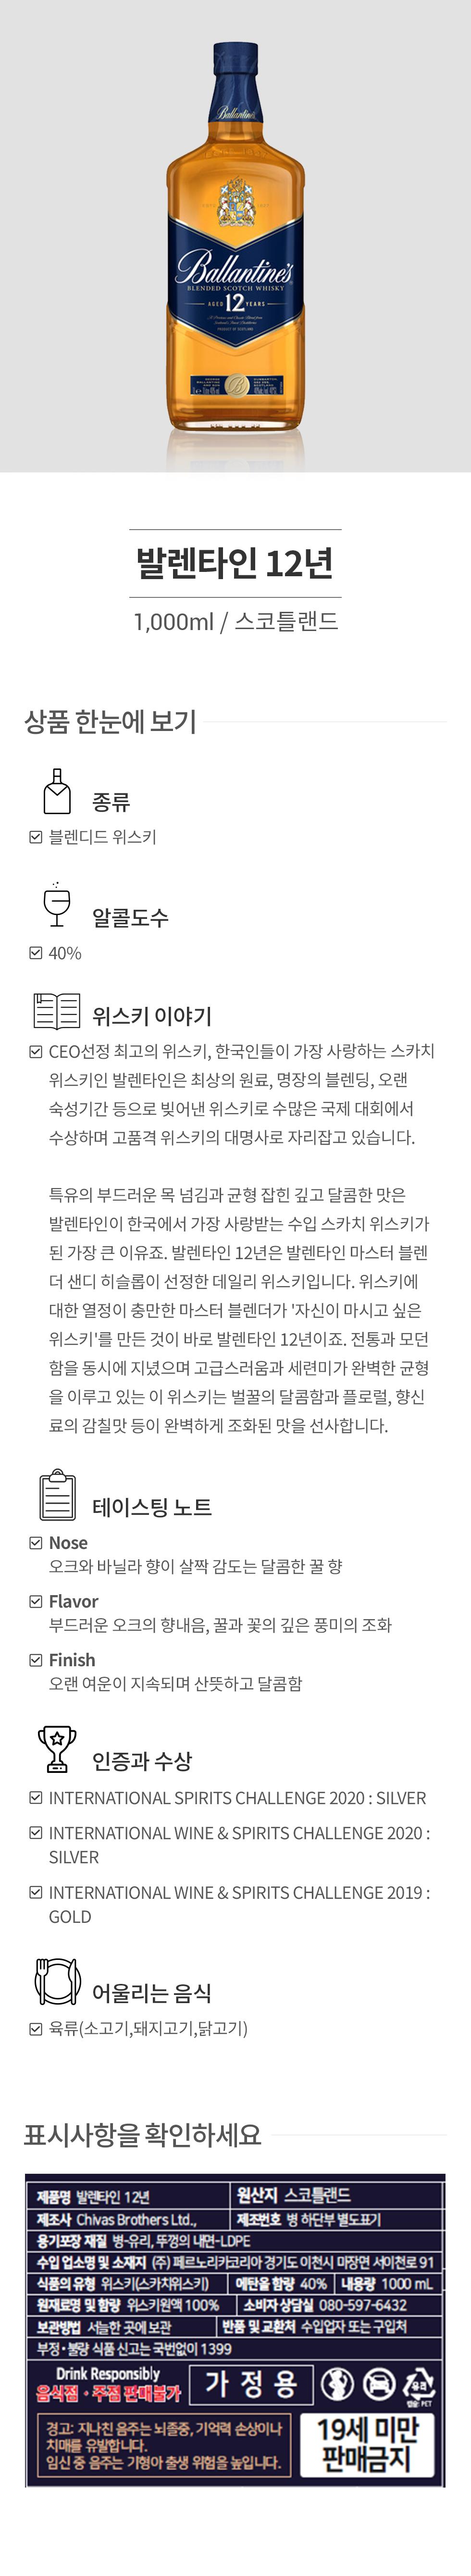 Ballantine's
Ballantine's
BLENDED SCOTCH WHISKY
AGED 12 YEARS
PRODUCT OF SCOTLAND
발렌타인 12년
1,000ml / 스코틀랜드
상품 한눈에 보기
종류
블렌디드 위스키
알콜도수
40%
위스키 이야기
CEO선정 최고의 위스키, 한국인들이 가장 사랑하는 스카치
위스키인 발렌타인은 최상의 원료, 명장의 블렌딩, 오랜
숙성기간 등으로 빚어낸 위스키로 수많은 국제 대회에서
수상하며 고품격 위스키의 대명사로 자리잡고 있습니다.
특유의 부드러운 목 넘김과 균형 잡힌 깊고 달콤한 맛은
발렌타인이 한국에서 가장 사랑받는 수입 스카치 위스키가
된 가장 큰 이유죠. 발렌타인 12년은 발렌타인 마스터 블렌
더 샌디 히슬롭이 선정한 데일리 위스키입니다. 위스키에
대한 열정이 충만한 마스터 블렌더가 '자신이 마시고 싶은
위스키'를 만든 것이 바로 발렌타인 12년이죠. 전통과 모던
함을 동시에 지녔으며 고급스러움과 세련미가 완벽한 균형
을 이루고 있는 이 위스키는 벌꿀의 달콤함과 플로럴, 향신
료의 감칠맛 등이 완벽하게 조화된 맛을 선사합니다.
테이스팅 노트
Nose
오크와 바닐라 향이 살짝 감도는 달콤한 꿀 향
Flavor
부드러운 오크의 향내음, 꿀과 꽃의 깊은 풍미의 조화
Finish
오랜 여운이 지속되며 산뜻하고 달콤함
인증과 수상
INTERNATIONAL SPIRITS CHALLENGE 2020 : SILVER
INTERNATIONAL WINE & SPIRITS CHALLENGE 2020 :
SILVER
INTERNATIONAL WINE & SPIRITS CHALLENGE 2019 :
GOLD
어울리는 음식
육류(소고기,돼지고기,닭고기)
표시사항을 확인하세요
제품명 발렌타인 12년 원산지 스코틀랜드
제조사 Chivas Brothers Ltd., 제조번호 병 하단부 별도표기
용기포장 재질 병-유리, 뚜껑의 내면-LDPE
수입 업소명 및 소재지 (주) 페르노리카코리아 경기도 이천시 마장면 서이천로 91
식품의 유형 위스키(스카치위스키) 에탄올 함량 40% 내용량 1000 mL
원재료명 및 함량 위스키원액 100% 소비자 상담실 080-597-6432
보관방법 서늘한 곳에 보관 반품 및 교환처 수입업자 또는 구입처
부정·불량 식품 신고는 국번없이 1399
Drink Responsibly
음식점·주점 판매불가
가 정 용
유리
캡슐: PET
경고: 지나친 음주는 뇌졸중, 기억력 손상이나
치매를 유발합니다.
임신 중 음주는 기형아 출생 위험을 높입니다.
19세 미만
판매금지